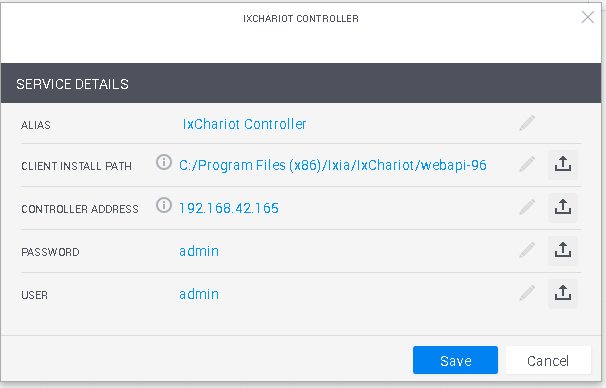 IXCHARIOT CONTROLLER
SERVICE DETAILS
ALIAS IxChariot Controller
CLIENT INSTALL PATH C:/Program Files (x86)/Ixia/IxChariot/webapi-96
CONTROLLER ADDRESS 192.168.42.165
PASSWORD admin
USER admin
Save Cancel